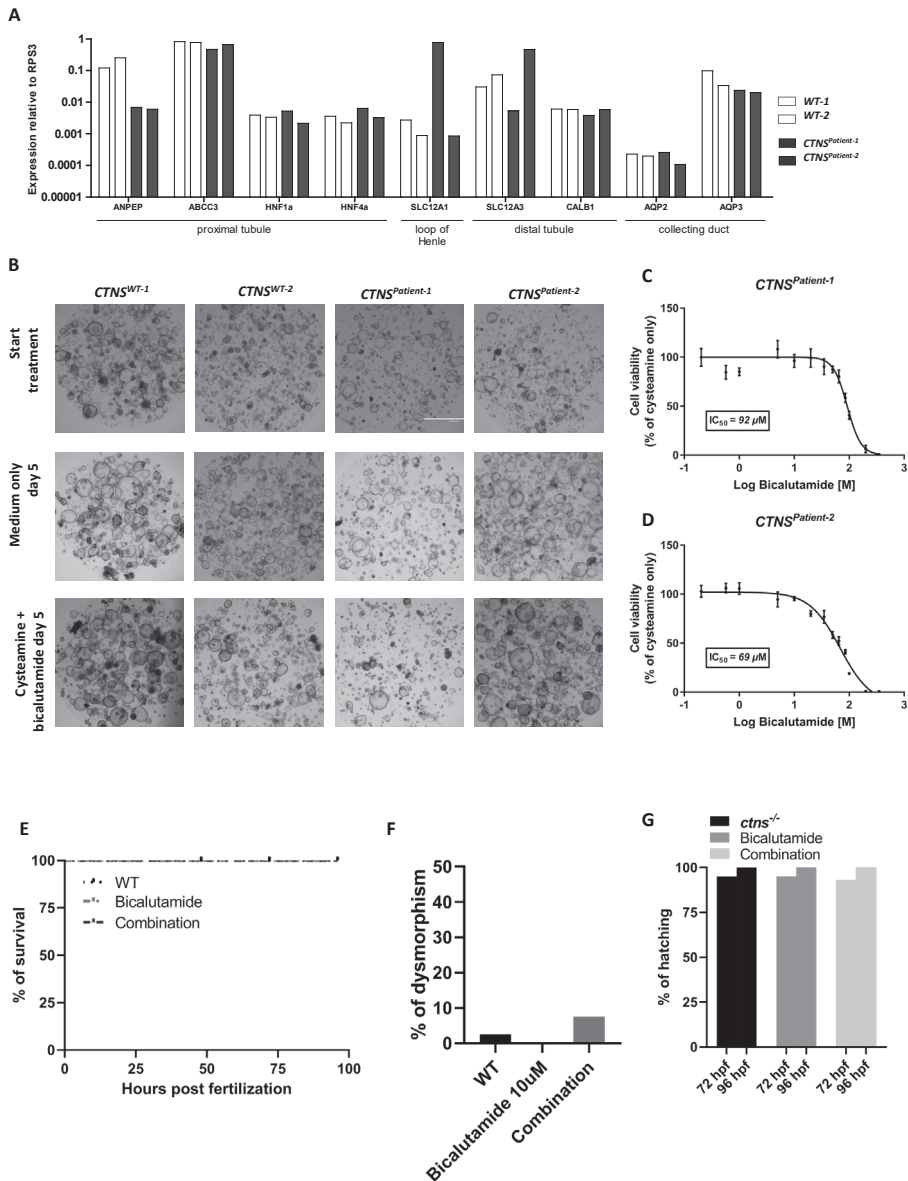 A
Expression relative to RPS3
1
0.1
0.01
0.001
0.0001
0.00001
ANPEP ABCC3 HNF1a HNF4a SLC12A1 SLC12A3 CALB1 AQP2 AQP3
proximal tubule
loop of
Henle
distal tubule
collecting duct
WT-1
WT-2
CTNSPatient-1
CTNSPatient-2
B
CTNSWT-1 CTNSWT-2 CTNSPatient-1 CTNSPatient-2
Start
treatment
Medium only
day 5
Cysteamine +
bicalutamide day 5
C
CTNSPatient-1
Cell viability
(% of cysteamine only)
150
100
50
0
IC50 = 92 µM
-1 0 1 2 3
Log Bicalutamide [M]
D
CTNSPatient-2
Cell viability
(% of cysteamine only)
150
100
50
0
IC50 = 69 µM
-1 0 1 2 3
Log Bicalutamide [M]
E
% of survival
100
75
50
25
0
WT
Bicalutamide
Combination
0 25 50 75 100
Hours post fertilization
F
% of dysmorphism
50
40
30
20
10
0
WT
Bicalutamide 10uM
Combination
G
ctns-/-
Bicalutamide
Combination
% of hatching
100
75
50
25
0
72 hpf
96 hpf
72 hpf
96 hpf
72 hpf
96 hpf